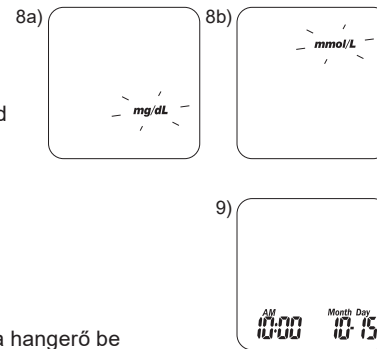 8a)
8b)
mg/dL
mmol/L
d
9)
AM
Month Day
10:00
10-15
a hangerő be